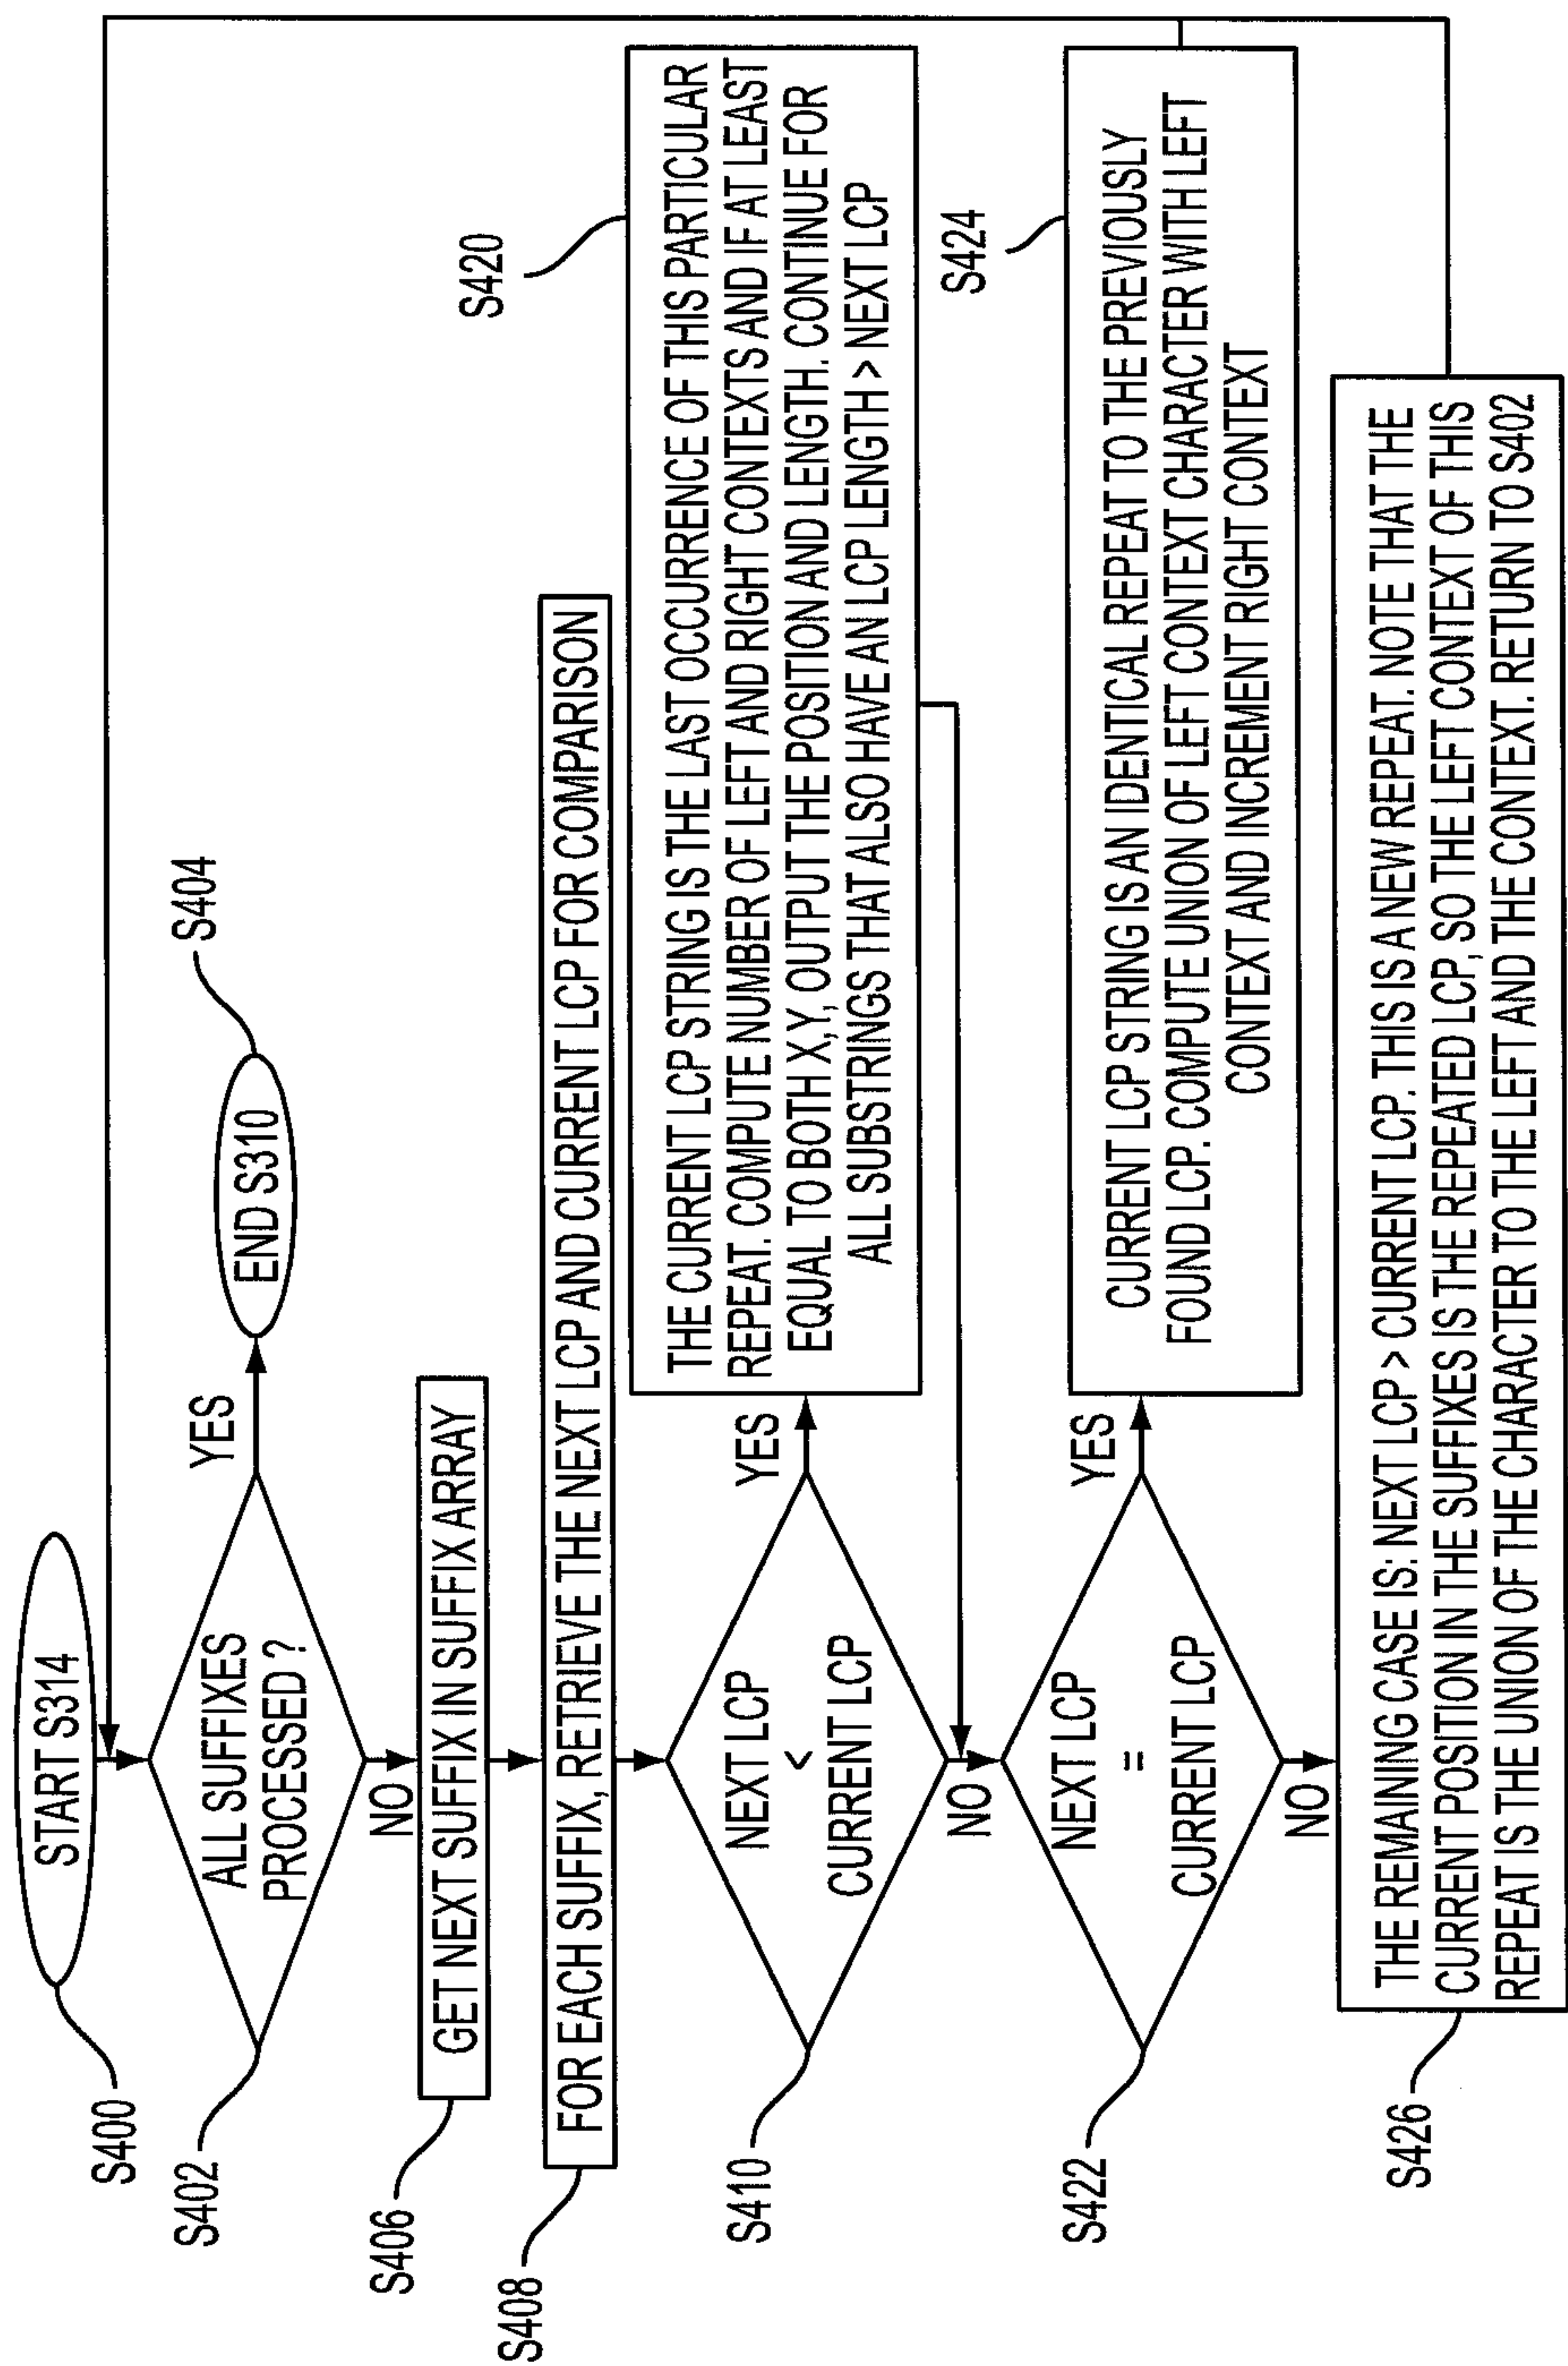 START S314
S400
ALL SUFFIXES
PROCESSED ?
S402
YES
END S310
S404
NO
GET NEXT SUFFIX IN SUFFIX ARRAY
S406
FOR EACH SUFFIX, RETRIEVE THE NEXT LCP AND CURRENT LCP FOR COMPARISON
S408
NEXT LCP
<
CURRENT LCP
S410
YES
THE CURRENT LCP STRING IS THE LAST OCCURRENCE OF THIS PARTICULAR
REPEAT. COMPUTE NUMBER OF LEFT AND RIGHT CONTEXTS AND IF AT LEAST
EQUAL TO BOTH X,Y, OUTPUT THE POSITION AND LENGTH. CONTINUE FOR
ALL SUBSTRINGS THAT ALSO HAVE AN LCP LENGTH > NEXT LCP
S420
NO
NEXT LCP
=
CURRENT LCP
S422
YES
CURRENT LCP STRING IS AN IDENTICAL REPEAT TO THE PREVIOUSLY
FOUND LCP. COMPUTE UNION OF LEFT CONTEXT CHARACTER WITH LEFT
CONTEXT AND INCREMENT RIGHT CONTEXT
S424
NO
THE REMAINING CASE IS: NEXT LCP > CURRENT LCP. THIS IS A NEW REPEAT. NOTE THAT THE
CURRENT POSITION IN THE SUFFIXES IS THE REPEATED LCP, SO THE LEFT CONTEXT OF THIS
REPEAT IS THE UNION OF THE CHARACTER TO THE LEFT AND THE CONTEXT. RETURN TO S402
S426